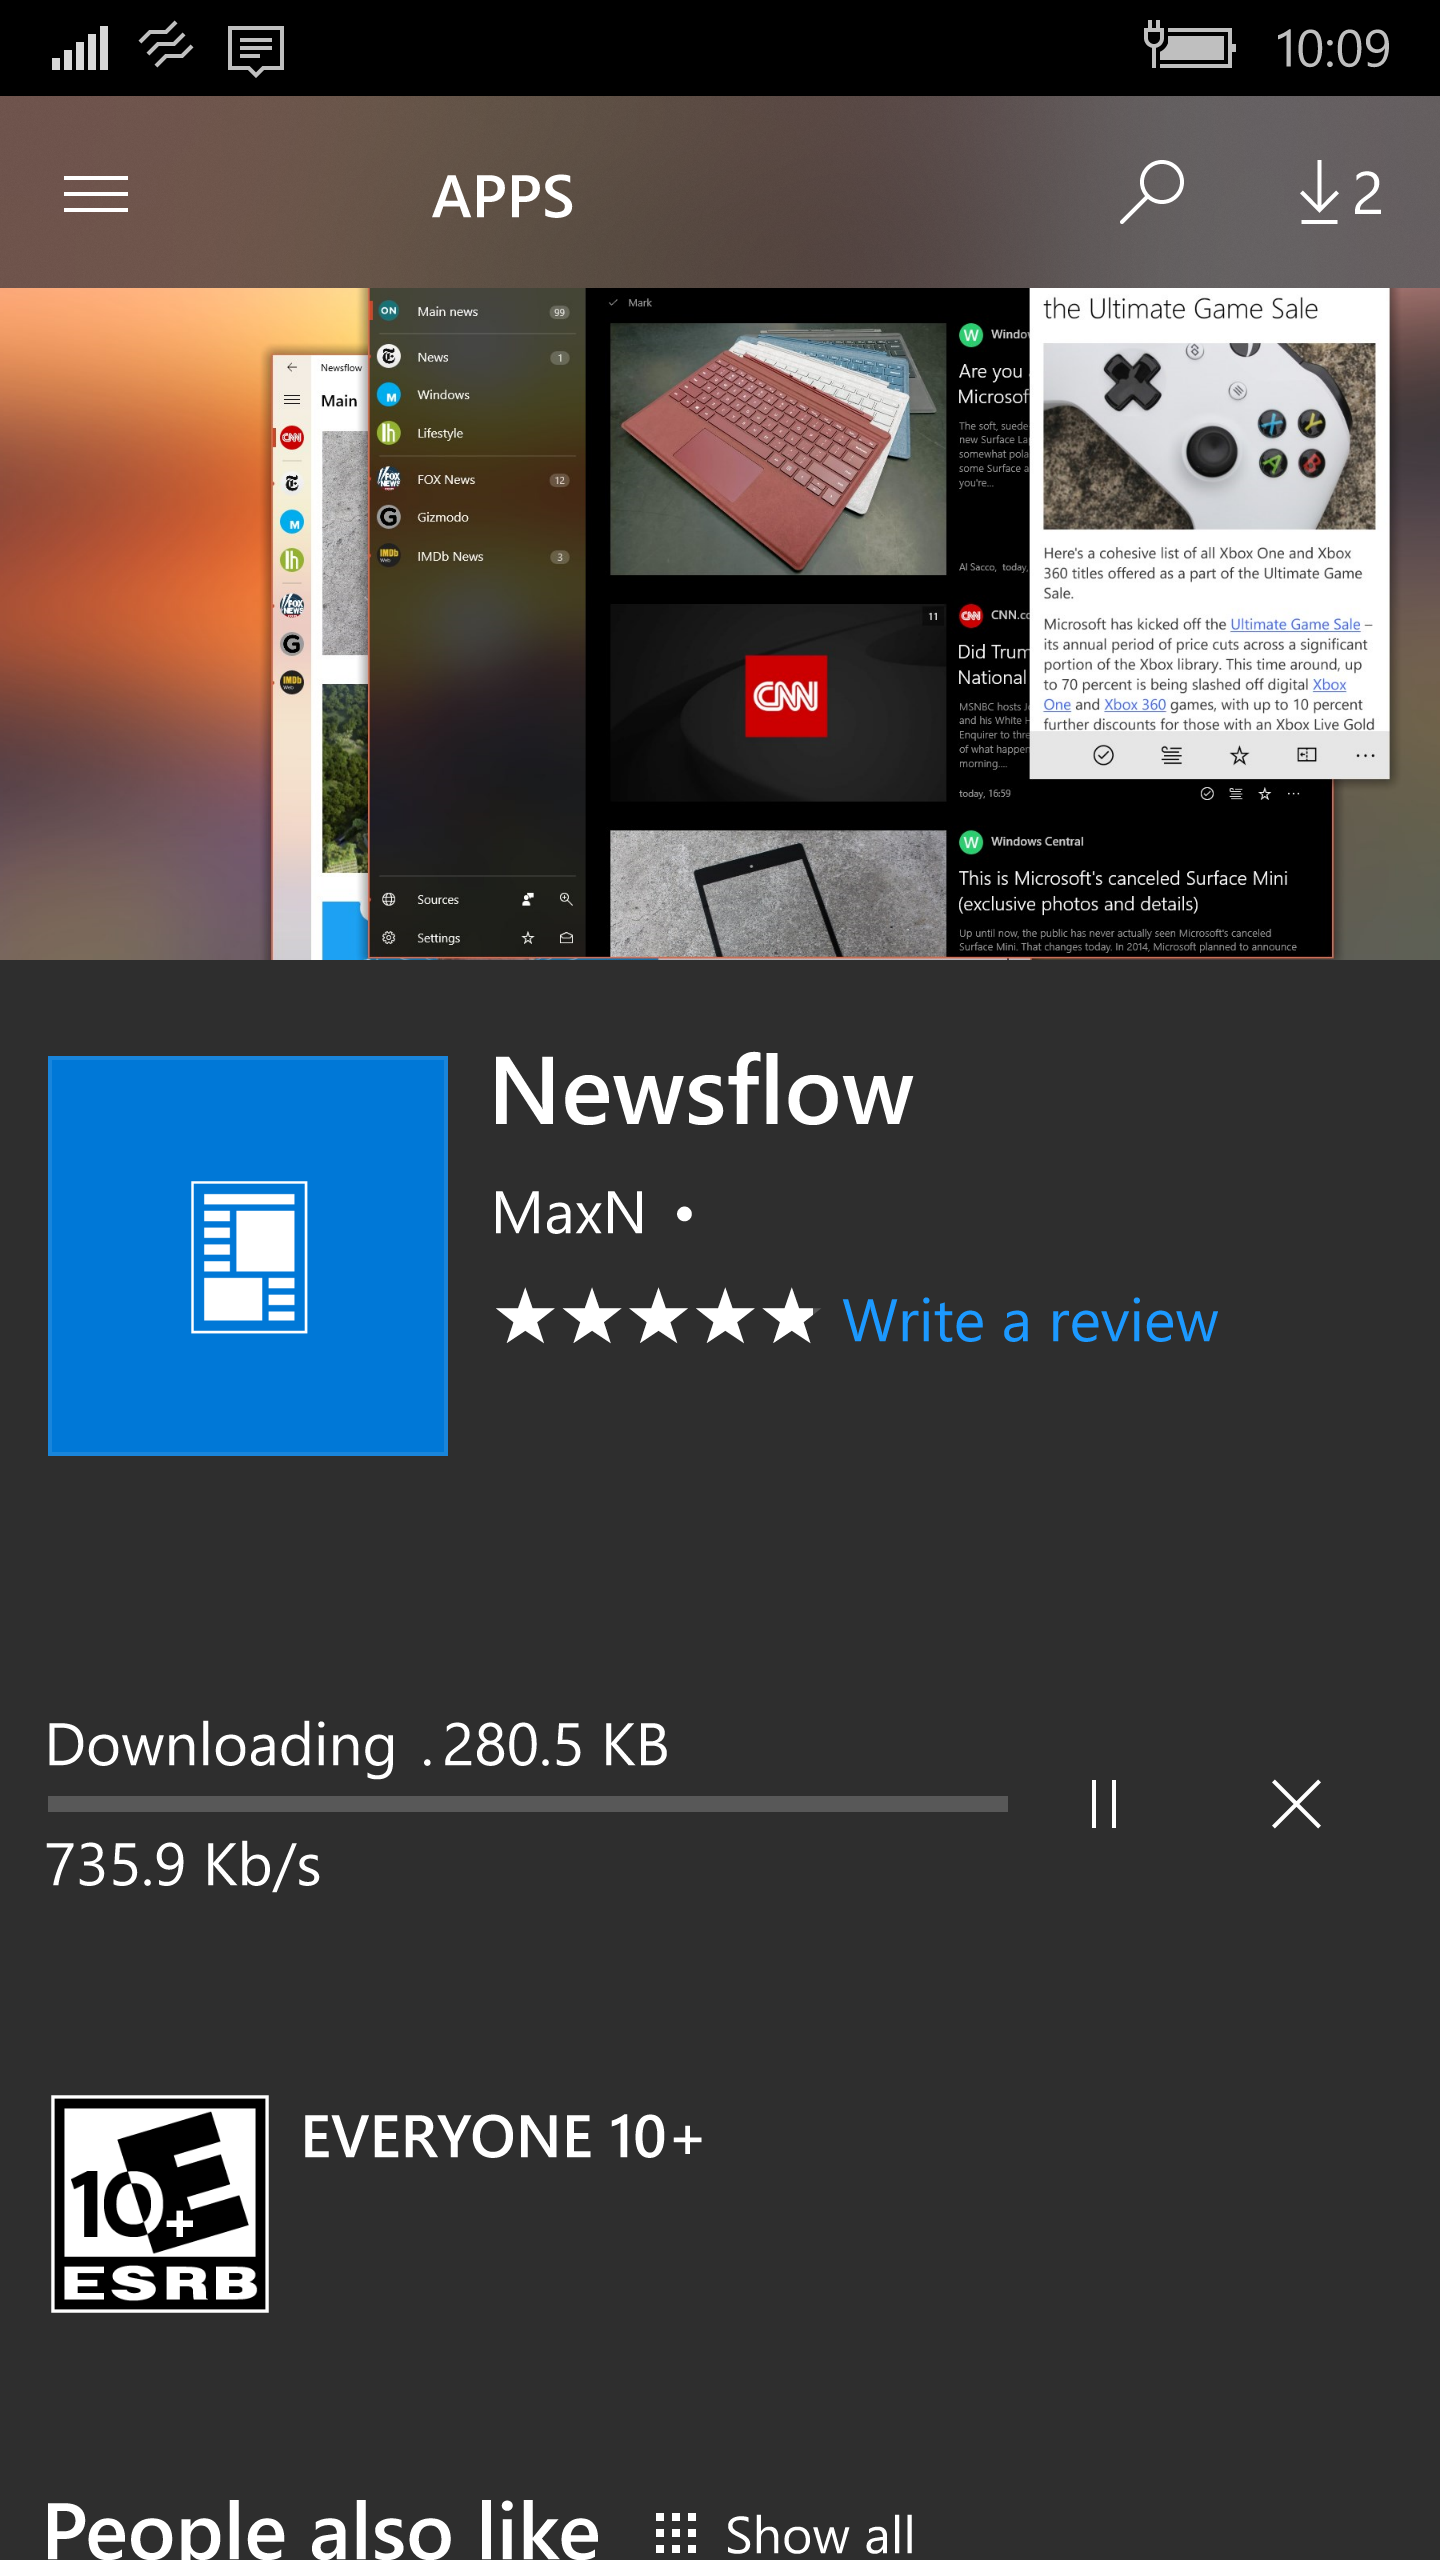 10:09
APPS
2
Newsflow
Main
CNN
IMDb
Web
ON
Main news
99
News
1
M
Windows
lh
Lifestyle
FOX NEWS
FOX News
12
G
Gizmodo
IMDb
Web
IMDb News
3
Sources
Settings
Mark
W
Window
Are you
Microsof
The soft, suede
new Surface La
somewhat pola
some Surface a
you're...
Al Sacco, today,
11
CNN
CNN
CNN.co
Did Trum
National
MSNBC hosts J
and his White H
Enquirer to thre
of what happen
morning....
today, 16:59
W
Windows Central
This is Microsoft's canceled Surface Mini
(exclusive photos and details)
Up until now, the public has never actually seen Microsoft's canceled
Surface Mini. That changes today. In 2014, Microsoft planned to announce
the Ultimate Game Sale
X
Y
A
B
Here's a cohesive list of all Xbox One and Xbox
360 titles offered as a part of the Ultimate Game
Sale.
Microsoft has kicked off the Ultimate Game Sale –
its annual period of price cuts across a significant
portion of the Xbox library. This time around, up
to 70 percent is being slashed off digital Xbox
One and Xbox 360 games, with up to 10 percent
further discounts for those with an Xbox Live Gold
Newsflow
MaxN •
Write a review
Downloading . 280.5 KB
735.9 Kb/s
E
10+
ESRB
EVERYONE 10+
People also like
Show all